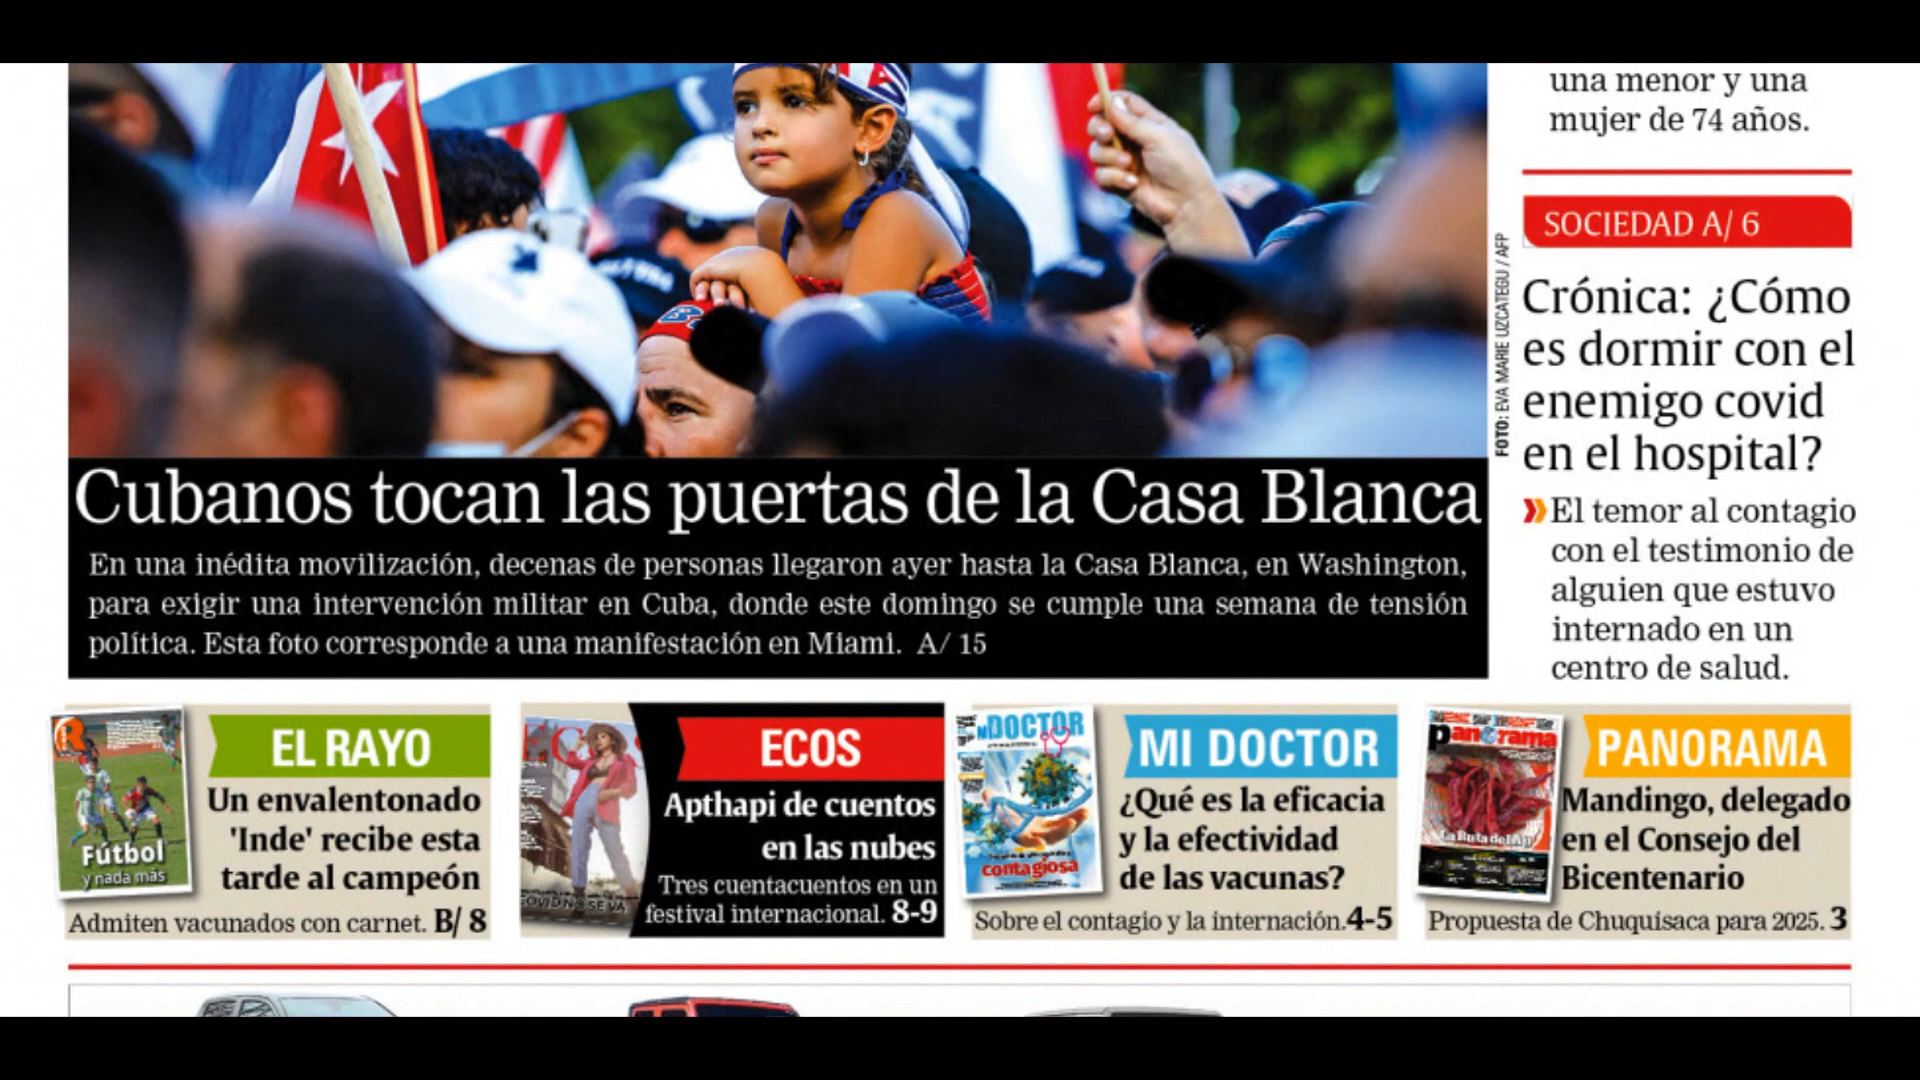 una menor y una
mujer de 74 años.
SOCIEDAD A/ 6
Crónica: ¿Cómo
es dormir con el
enemigo covid
en el hospital?
El temor al contagio
con el testimonio de
alguien que estuvo
internado en un
centro de salud.
FOTO: EVA MARIE UZCATEGUI / AFP
Cubanos tocan las puertas de la Casa Blanca
En una inédita movilización, decenas de personas llegaron ayer hasta la Casa Blanca, en Washington,
para exigir una intervención militar en Cuba, donde este domingo se cumple una semana de tensión
política. Esta foto corresponde a una manifestación en Miami. A/ 15
R
Fútbol
y nada más
EL RAYO
Un envalentonado
'Inde' recibe esta
tarde al campeón
Admiten vacunados con carnet. B/ 8
ECOS
Apthapi de cuentos
en las nubes
Tres cuentacuentos en un
festival internacional. 8-9
Mi DOCTOR
contagiosa
MI DOCTOR
¿Qué es la eficacia
y la efectividad
de las vacunas?
Sobre el contagio y la internación. 4-5
panorama
La Ruta del Ají
PANORAMA
Mandingo, delegado
en el Consejo del
Bicentenario
Propuesta de Chuquisaca para 2025. 3